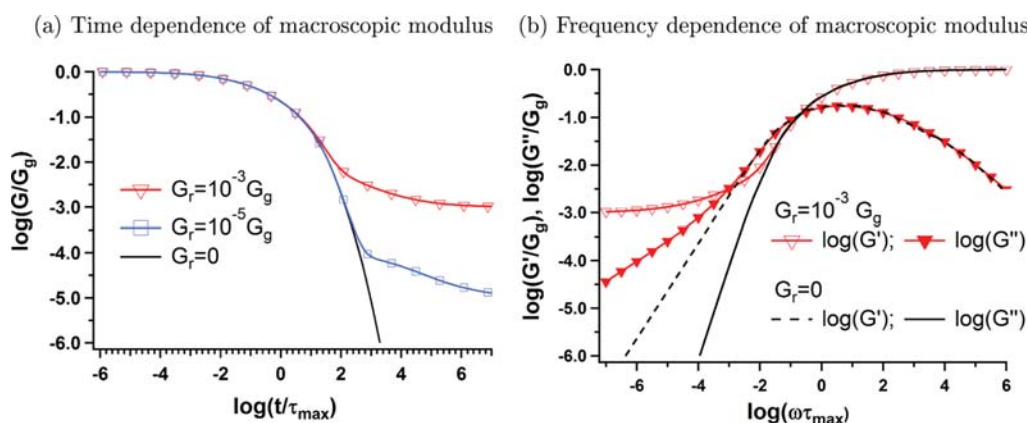 (a) Time dependence of macroscopic modulus
(b) Frequency dependence of macroscopic modulus
log(G/Gg)
0.0
-1.0
-2.0
-3.0
-4.0
-5.0
-6.0
Gr=10⁻³Gg
Gr=10⁻⁵Gg
Gr=0
-6 -4 -2 0 2 4 6
log(t/τmax)
log(G'/Gg), log(G''/Gg)
0.0
-1.0
-2.0
-3.0
-4.0
-5.0
-6.0
Gr=10⁻³ Gg
log(G'); log(G'')
Gr=0
log(G'); log(G'')
-6 -4 -2 0 2 4 6
log(ωτmax)